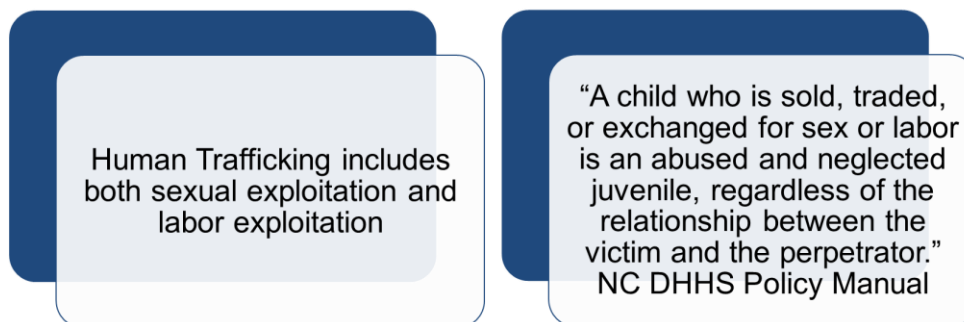 Human Trafficking includes
both sexual exploitation and
labor exploitation
“A child who is sold, traded,
or exchanged for sex or labor
is an abused and neglected
juvenile, regardless of the
relationship between the
victim and the perpetrator.”
NC DHHS Policy Manual